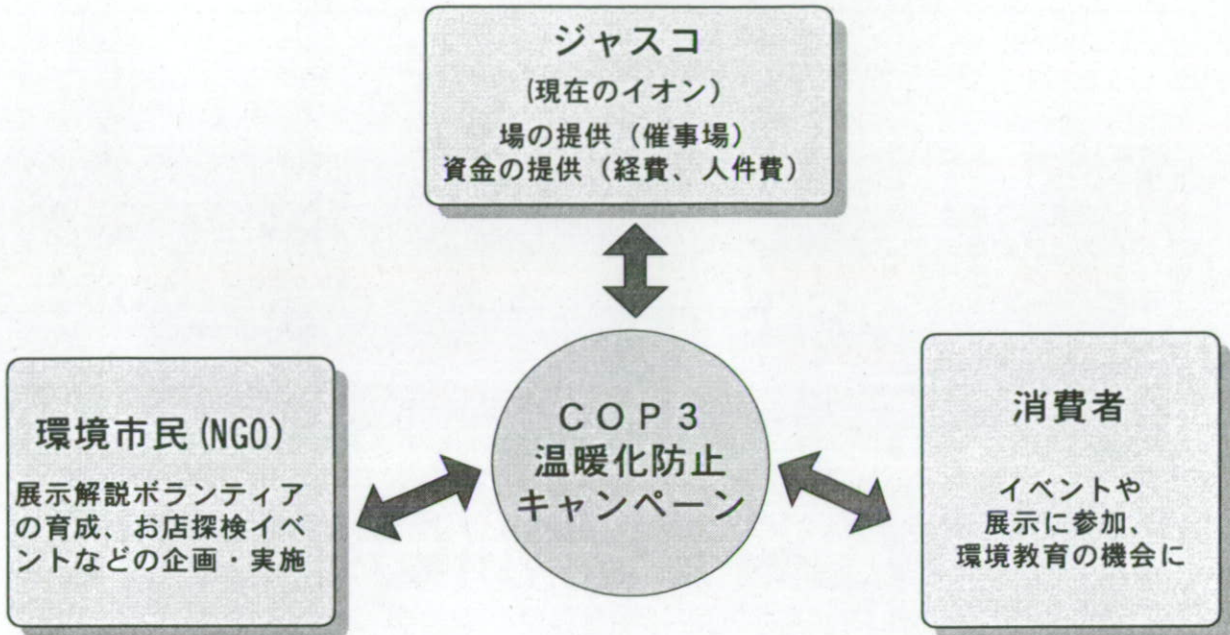 ジャスコ
(現在のイオン)
場の提供(催事場)
資金の提供(経費、人件費)
COP3
温暖化防止
キャンペーン
環境市民(NGO)
展示解説ボランティア
の育成、お店探検イベ
ントなどの企画・実施
消費者
イベントや
展示に参加、
環境教育の機会に